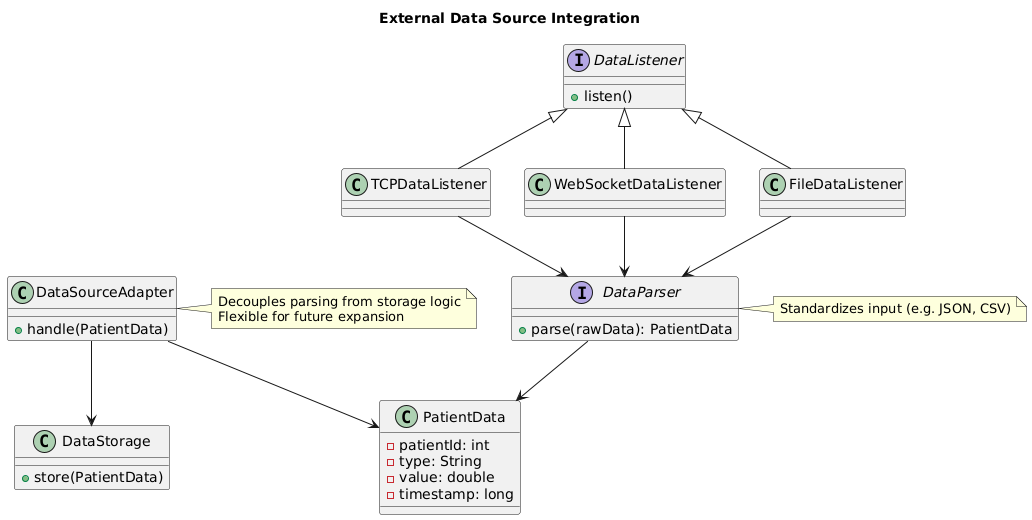 External Data Source Integration
I DataListener
listen()
C TCPDataListener
C WebSocketDataListener
C FileDataListener
C DataSourceAdapter
handle(PatientData)
Decouples parsing from storage logic
Flexible for future expansion
I DataParser
parse(rawData): PatientData
Standardizes input (e.g. JSON, CSV)
C DataStorage
store(PatientData)
C PatientData
patientId: int
type: String
value: double
timestamp: long